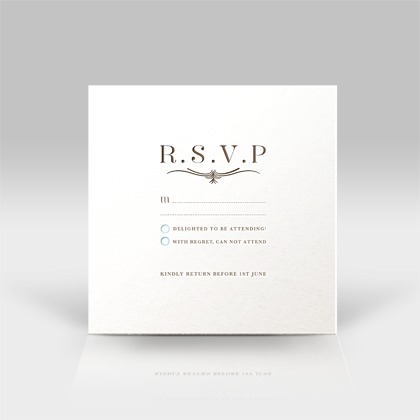 R.S.V.P
m
DELIGHTED TO BE ATTENDING!
WITH REGRET, CAN NOT ATTEND
KINDLY RETURN BEFORE 1ST JUNE